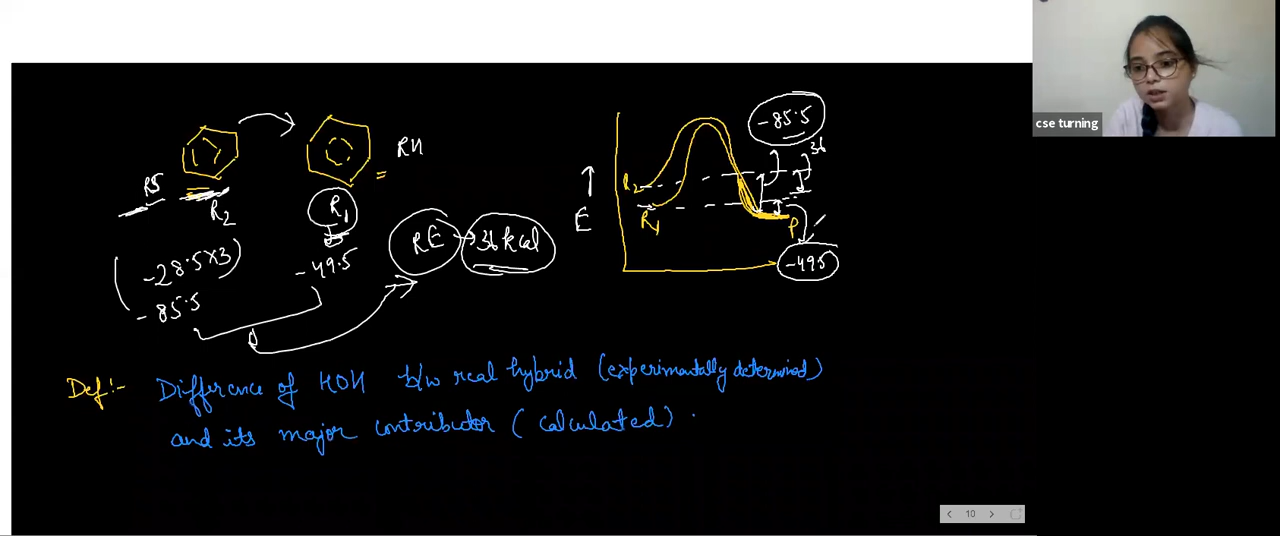 RH
RS
R2
R1
-28.5×3)
-49.5
-85.5
RE → 36 kcal
-85.5
36
R2
R1
E
P
-49.5
Def:- Difference of HOH b/w real hybrid (experimentally determined)
and its major contributor (calculated).
cse turning
10